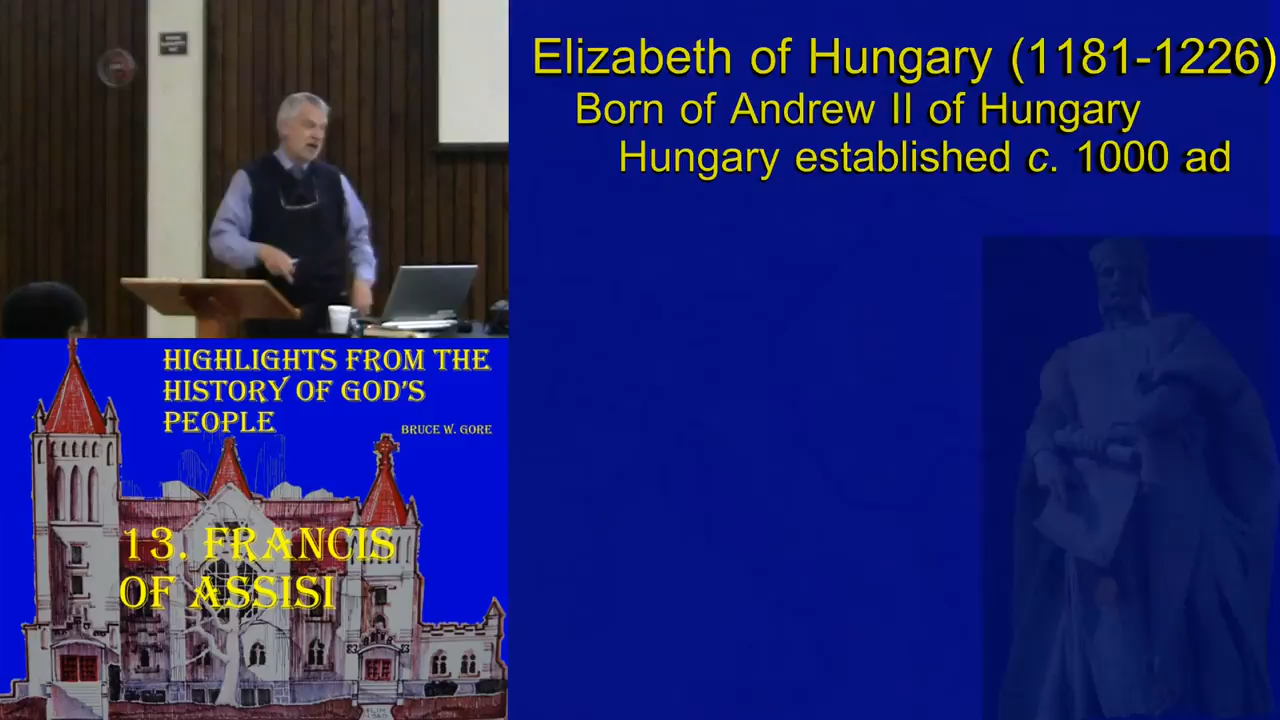 Elizabeth of Hungary (1181-1226)
Born of Andrew II of Hungary
Hungary established c. 1000 ad
HIGHLIGHTS FROM THE
HISTORY OF GOD'S
PEOPLE
BRUCE W. GORE
13. FRANCIS
OF ASSISI